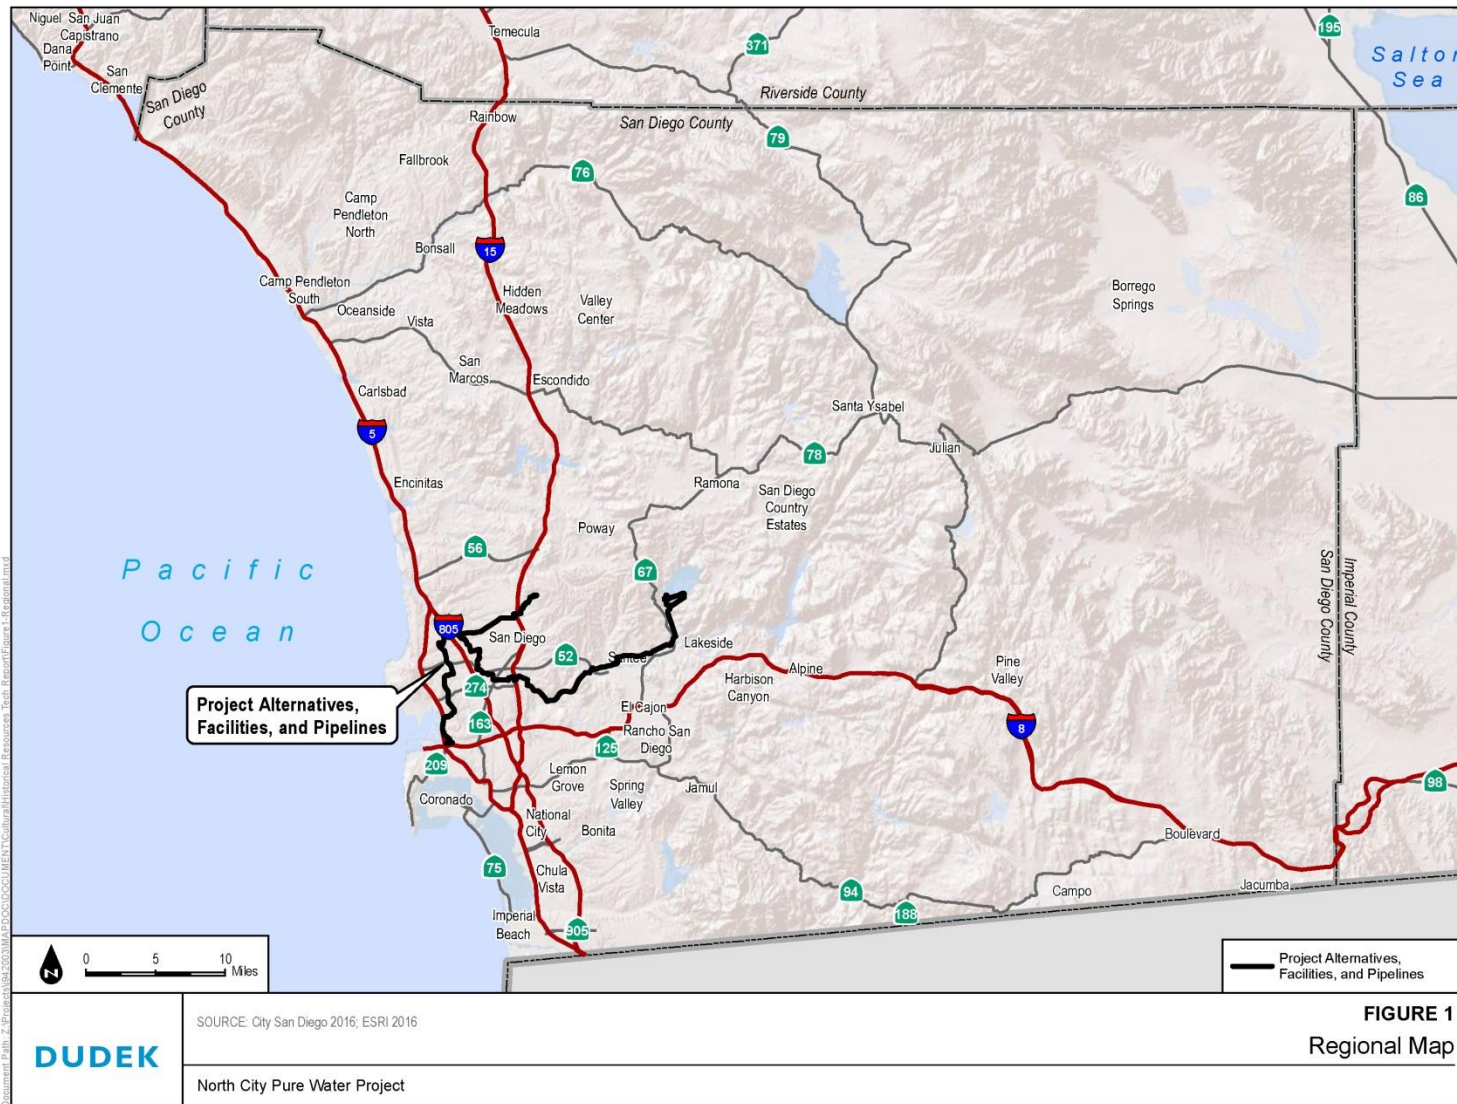 Niguel
San Juan
Capistrano
Dana
Point
San
Clemente
San Diego
County
Temecula
371
195
Salton
Sea
Riverside County
San Diego County
Rainbow
79
Fallbrook
76
86
Camp
Pendleton
North
Bonsall
15
Camp Pendleton
South
Oceanside
Hidden
Meadows
Valley
Center
Borrego
Springs
Vista
San
Marcos
Escondido
Carlsbad
Santa Ysabel
5
78
Julian
Encinitas
Ramona
San Diego
Country
Estates
Poway
56
67
Pacific
Ocean
San Diego County
Imperial County
805
San Diego
52
Santee
Lakeside
Alpine
Pine
Valley
Harbison
Canyon
274
Project Alternatives,
Facilities, and Pipelines
163
El Cajon
Rancho San
Diego
8
125
209
Lemon
Grove
Spring
Valley
Jamul
98
Coronado
National
City
Bonita
Boulevard
75
Chula
Vista
94
Campo
Jacumba
188
Imperial
Beach
905
N
0 5 10
Miles
Project Alternatives,
Facilities, and Pipelines
SOURCE: City San Diego 2016; ESRI 2016
FIGURE 1
Regional Map
DUDEK
North City Pure Water Project